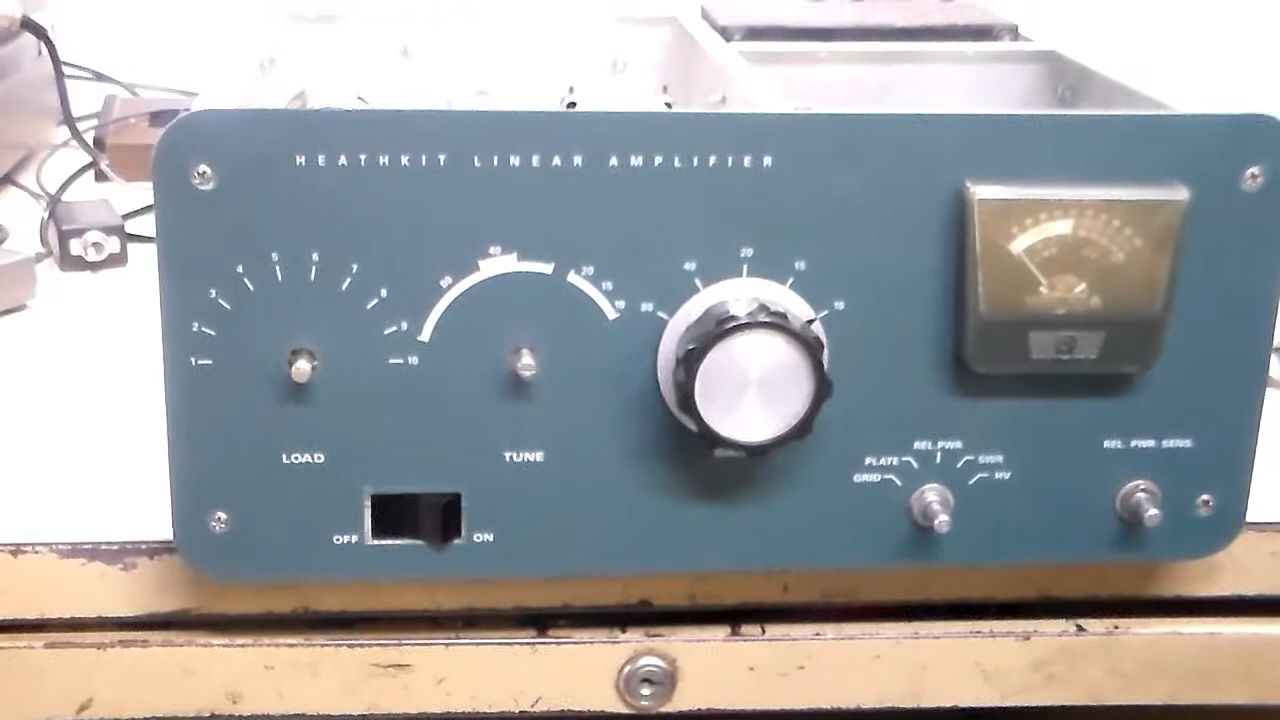 HEATHKIT LINEAR AMPLIFIER
1 2 3 4 5 6 7 8 9 10
80 40 20 15 10
80 40 20 15 10
LOAD
TUNE
OFF
ON
GRID
PLATE
REL PWR
SWR
HV
REL PWR SENS